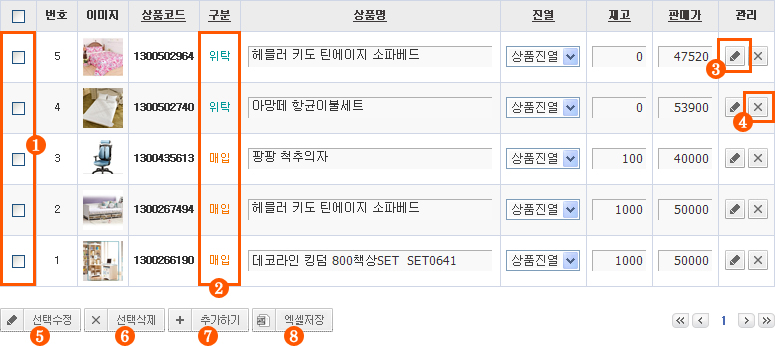 번호 이미지 상품코드 구분 상품명 진열 재고 판매가 관리
5 1300502964 위탁 헤믈러 키도 틴에이지 소파베드 상품진열 0 47520
3
4 1300502740 위탁 아망떼 항균이불세트 상품진열 0 53900
4
1
3 1300435613 매입 팡팡 척추의자 상품진열 100 40000
2 1300267494 매입 헤믈러 키도 틴에이지 소파베드 상품진열 1000 50000
1 1300266190 매입 데코라인 킹덤 800책상SET SET0641 상품진열 1000 50000
2
선택수정 선택삭제 추가하기 엑셀저장 1
5 6 7 8